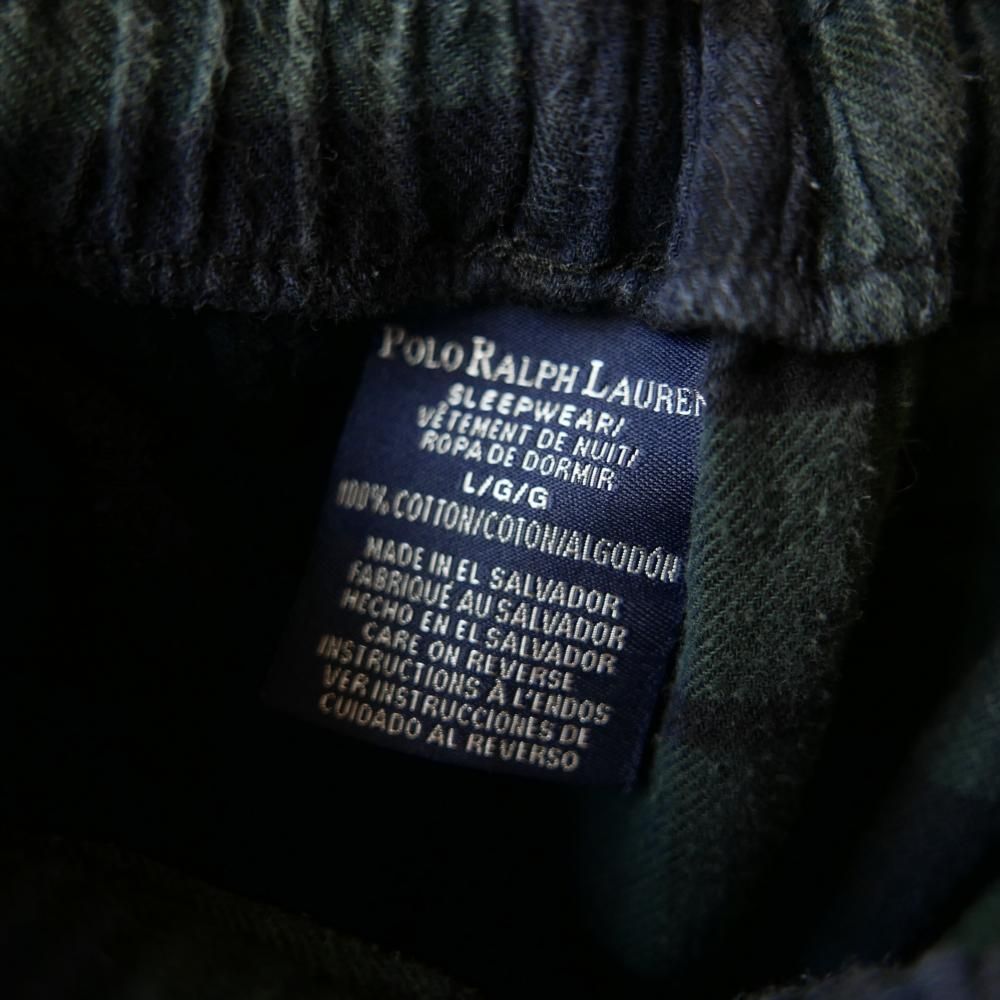 POLO RALPH LAUREN
SLEEPWEAR/
VÊTEMENT DE NUIT/
ROPA DE DORMIR
L/G/G
100% COTTON/COTON/ALGODÓN
MADE IN EL SALVADOR
FABRIQUÉ AU SALVADOR
HECHO EN EL SALVADOR
CARE ON REVERSE
INSTRUCTIONS À L'ENDOS
VER INSTRUCCIONES DE
CUIDADO AL REVERSO